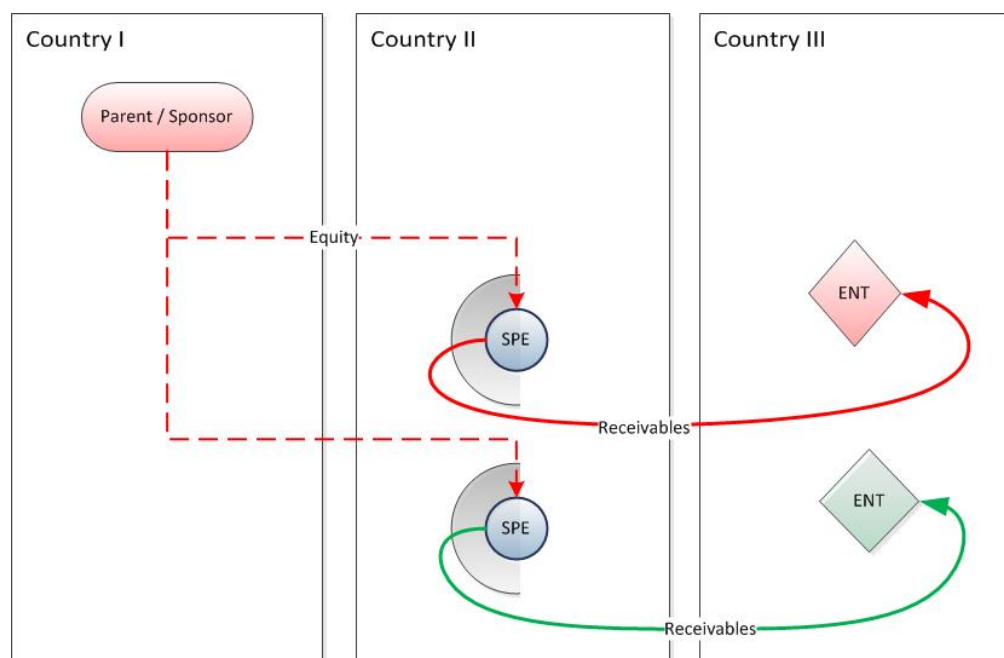 Country I
Country II
Country III
Parent / Sponsor
Equity
ENT
SPE
Receivables
ENT
SPE
Receivables